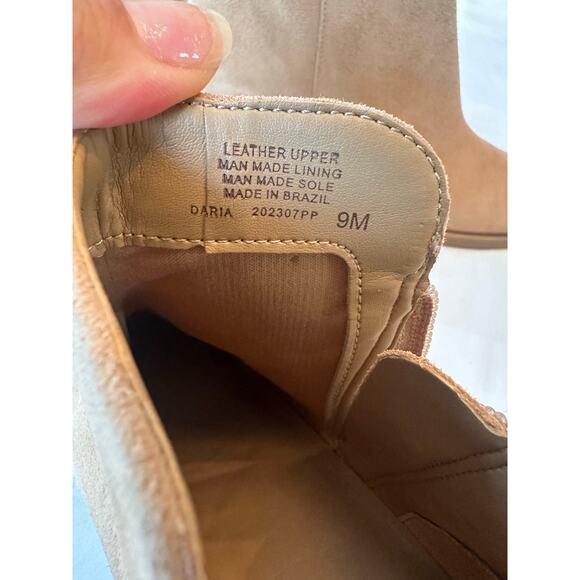 LEATHER UPPER
MAN MADE LINING
MAN MADE SOLE
MADE IN BRAZIL
DARIA 202307PP 9M